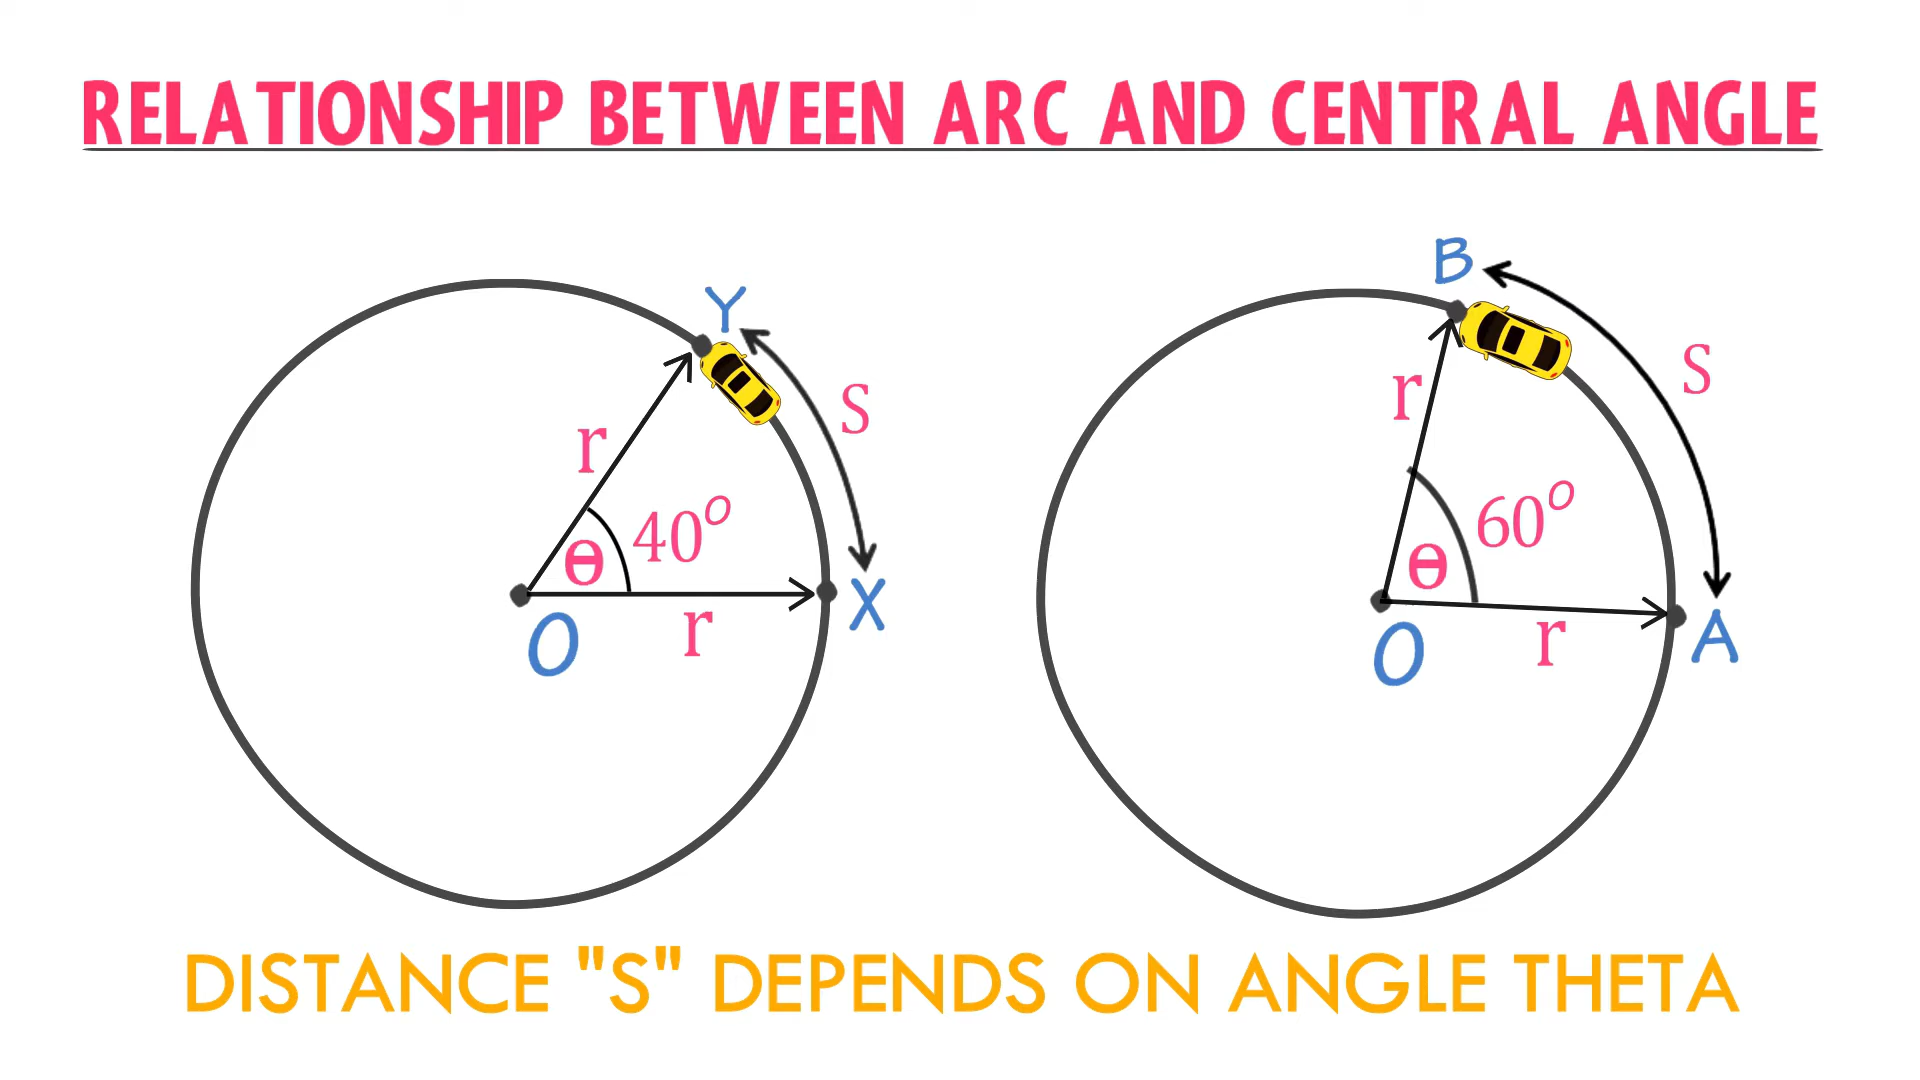 RELATIONSHIP BETWEEN ARC AND CENTRAL ANGLE
Y
S
r
40°
θ
X
r
O
B
S
r
60°
θ
A
r
O
DISTANCE "S" DEPENDS ON ANGLE THETA